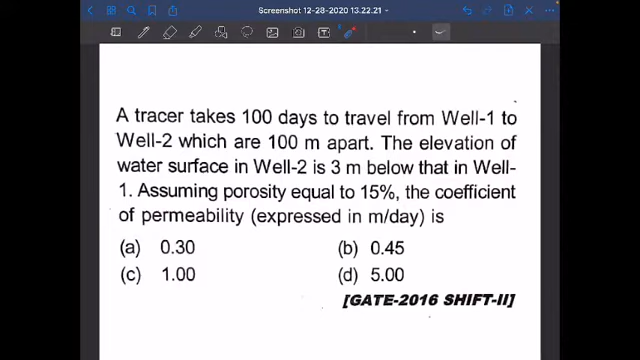 Screenshot 12-28-2020 13.22.21
A tracer takes 100 days to travel from Well-1 to
Well-2 which are 100 m apart. The elevation of
water surface in Well-2 is 3 m below that in Well-
1. Assuming porosity equal to 15%, the coefficient
of permeability (expressed in m/day) is
(a) 0.30 (b) 0.45
(c) 1.00 (d) 5.00
[GATE-2016 SHIFT-II]